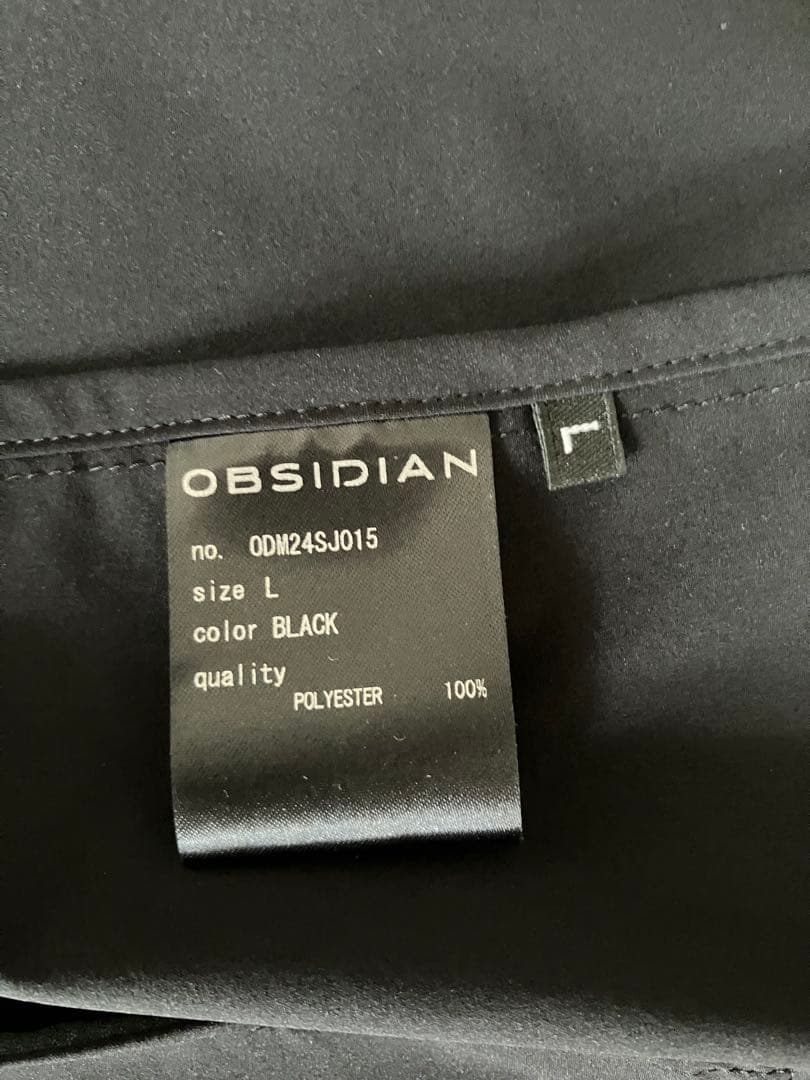 OBSIDIAN
no. ODM24SJ015
size L
color BLACK
quality
POLYESTER 100%
L